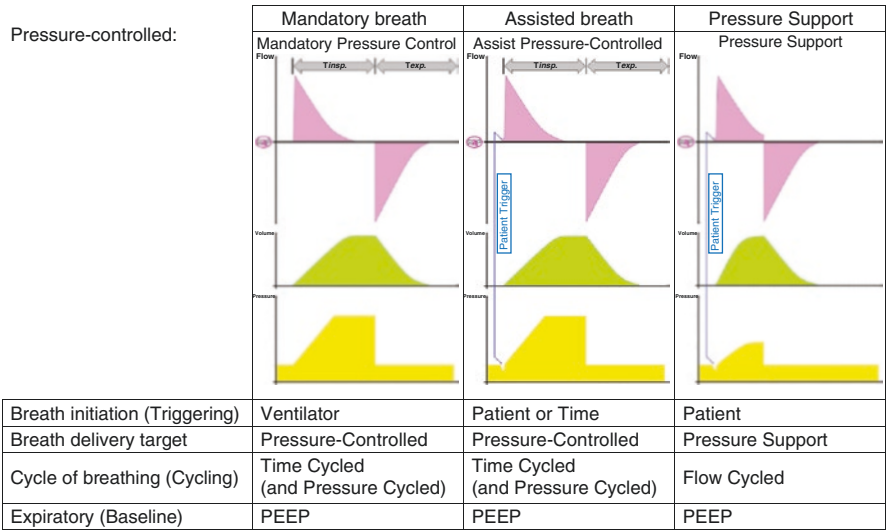 Pressure-controlled:
Mandatory breath
Assisted breath
Pressure Support
Mandatory Pressure Control
Assist Pressure-Controlled
Pressure Support
Flow
Tinsp.
Texp.
Flow
Tinsp.
Texp.
Flow
Patient Trigger
Patient Trigger
Volume
Volume
Volume
Pressure
Pressure
Pressure
Breath initiation (Triggering)
Ventilator
Patient or Time
Patient
Breath delivery target
Pressure-Controlled
Pressure-Controlled
Pressure Support
Cycle of breathing (Cycling)
Time Cycled
(and Pressure Cycled)
Time Cycled
(and Pressure Cycled)
Flow Cycled
Expiratory (Baseline)
PEEP
PEEP
PEEP